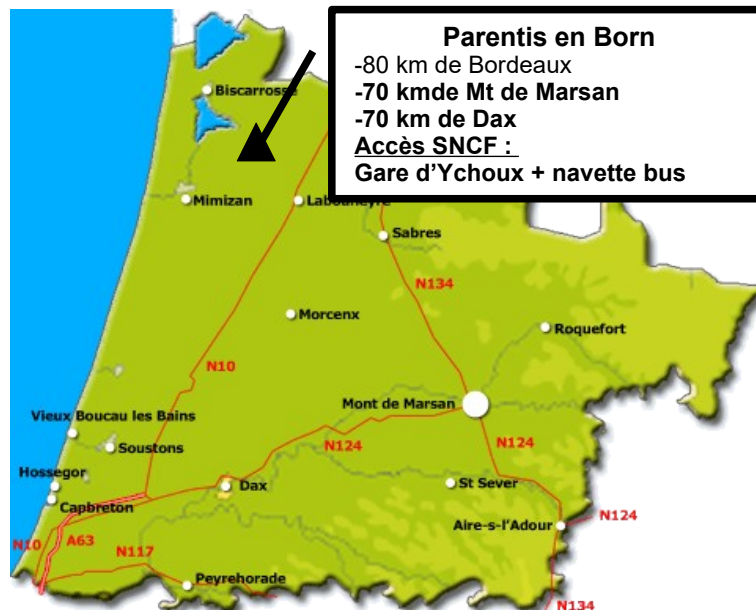 Parentis en Born
-80 km de Bordeaux
-70 kmde Mt de Marsan
-70 km de Dax
Accès SNCF :
Gare d'Ychoux + navette bus
Biscarrosse
Mimizan
Labouheyre
Sabres
N134
Morcenx
Roquefort
N10
Mont de Marsan
Vieux Boucau les Bains
Soustons
N124
N124
Hossegor
Dax
St Sever
Capbreton
Aire-s-l'Adour
N124
N10
A63
N117
Peyrehorade
N134